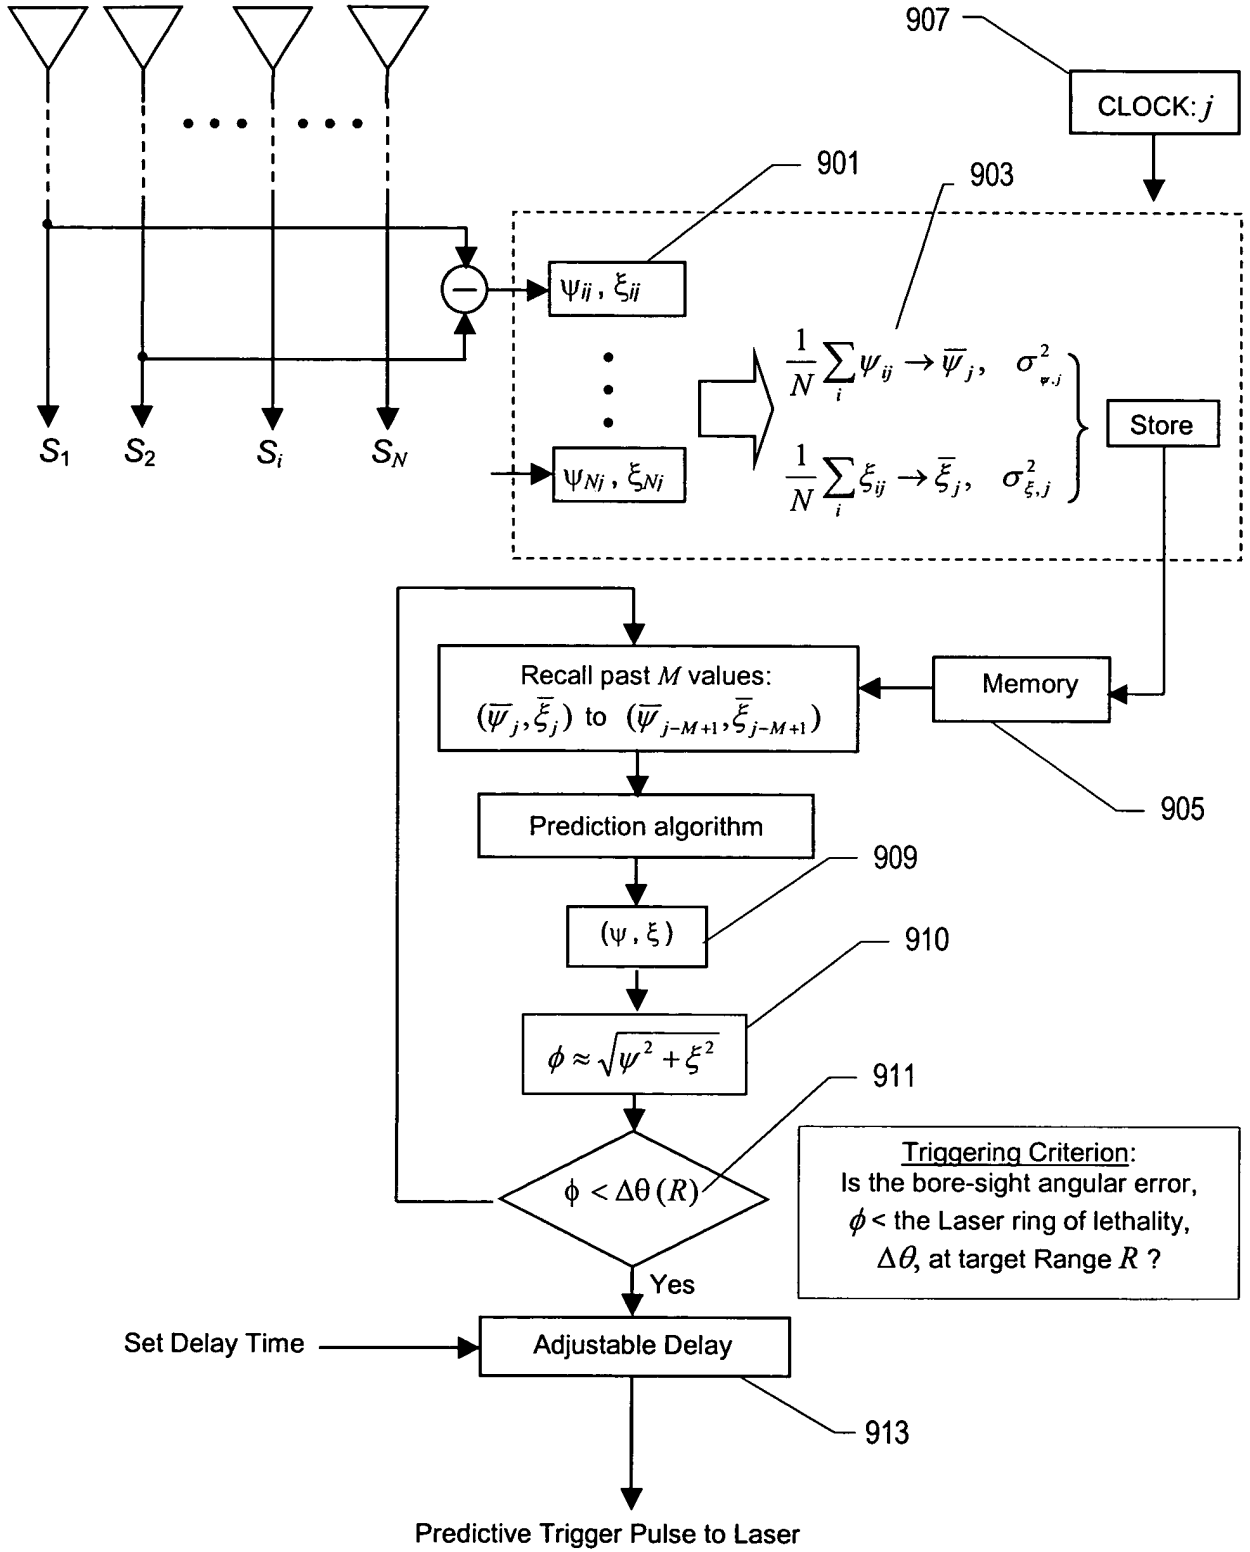 907
CLOCK: j
901
903
ψij , ξij
S1 S2 Si SN
1/N ∑i ψij → ψ̅j, σ²ψ,j
Store
ψNj , ξNj
1/N ∑i ξij → ξ̅j, σ²ξ,j
Recall past M values:
(ψ̅j, ξ̅j) to (ψ̅j−M+1, ξ̅j−M+1)
Memory
905
Prediction algorithm
909
(ψ , ξ)
910
ϕ ≈ √(ψ² + ξ²)
911
ϕ < Δθ (R)
Triggering Criterion:
Is the bore-sight angular error,
ϕ < the Laser ring of lethality,
Δθ, at target Range R ?
Yes
Set Delay Time
Adjustable Delay
913
Predictive Trigger Pulse to Laser